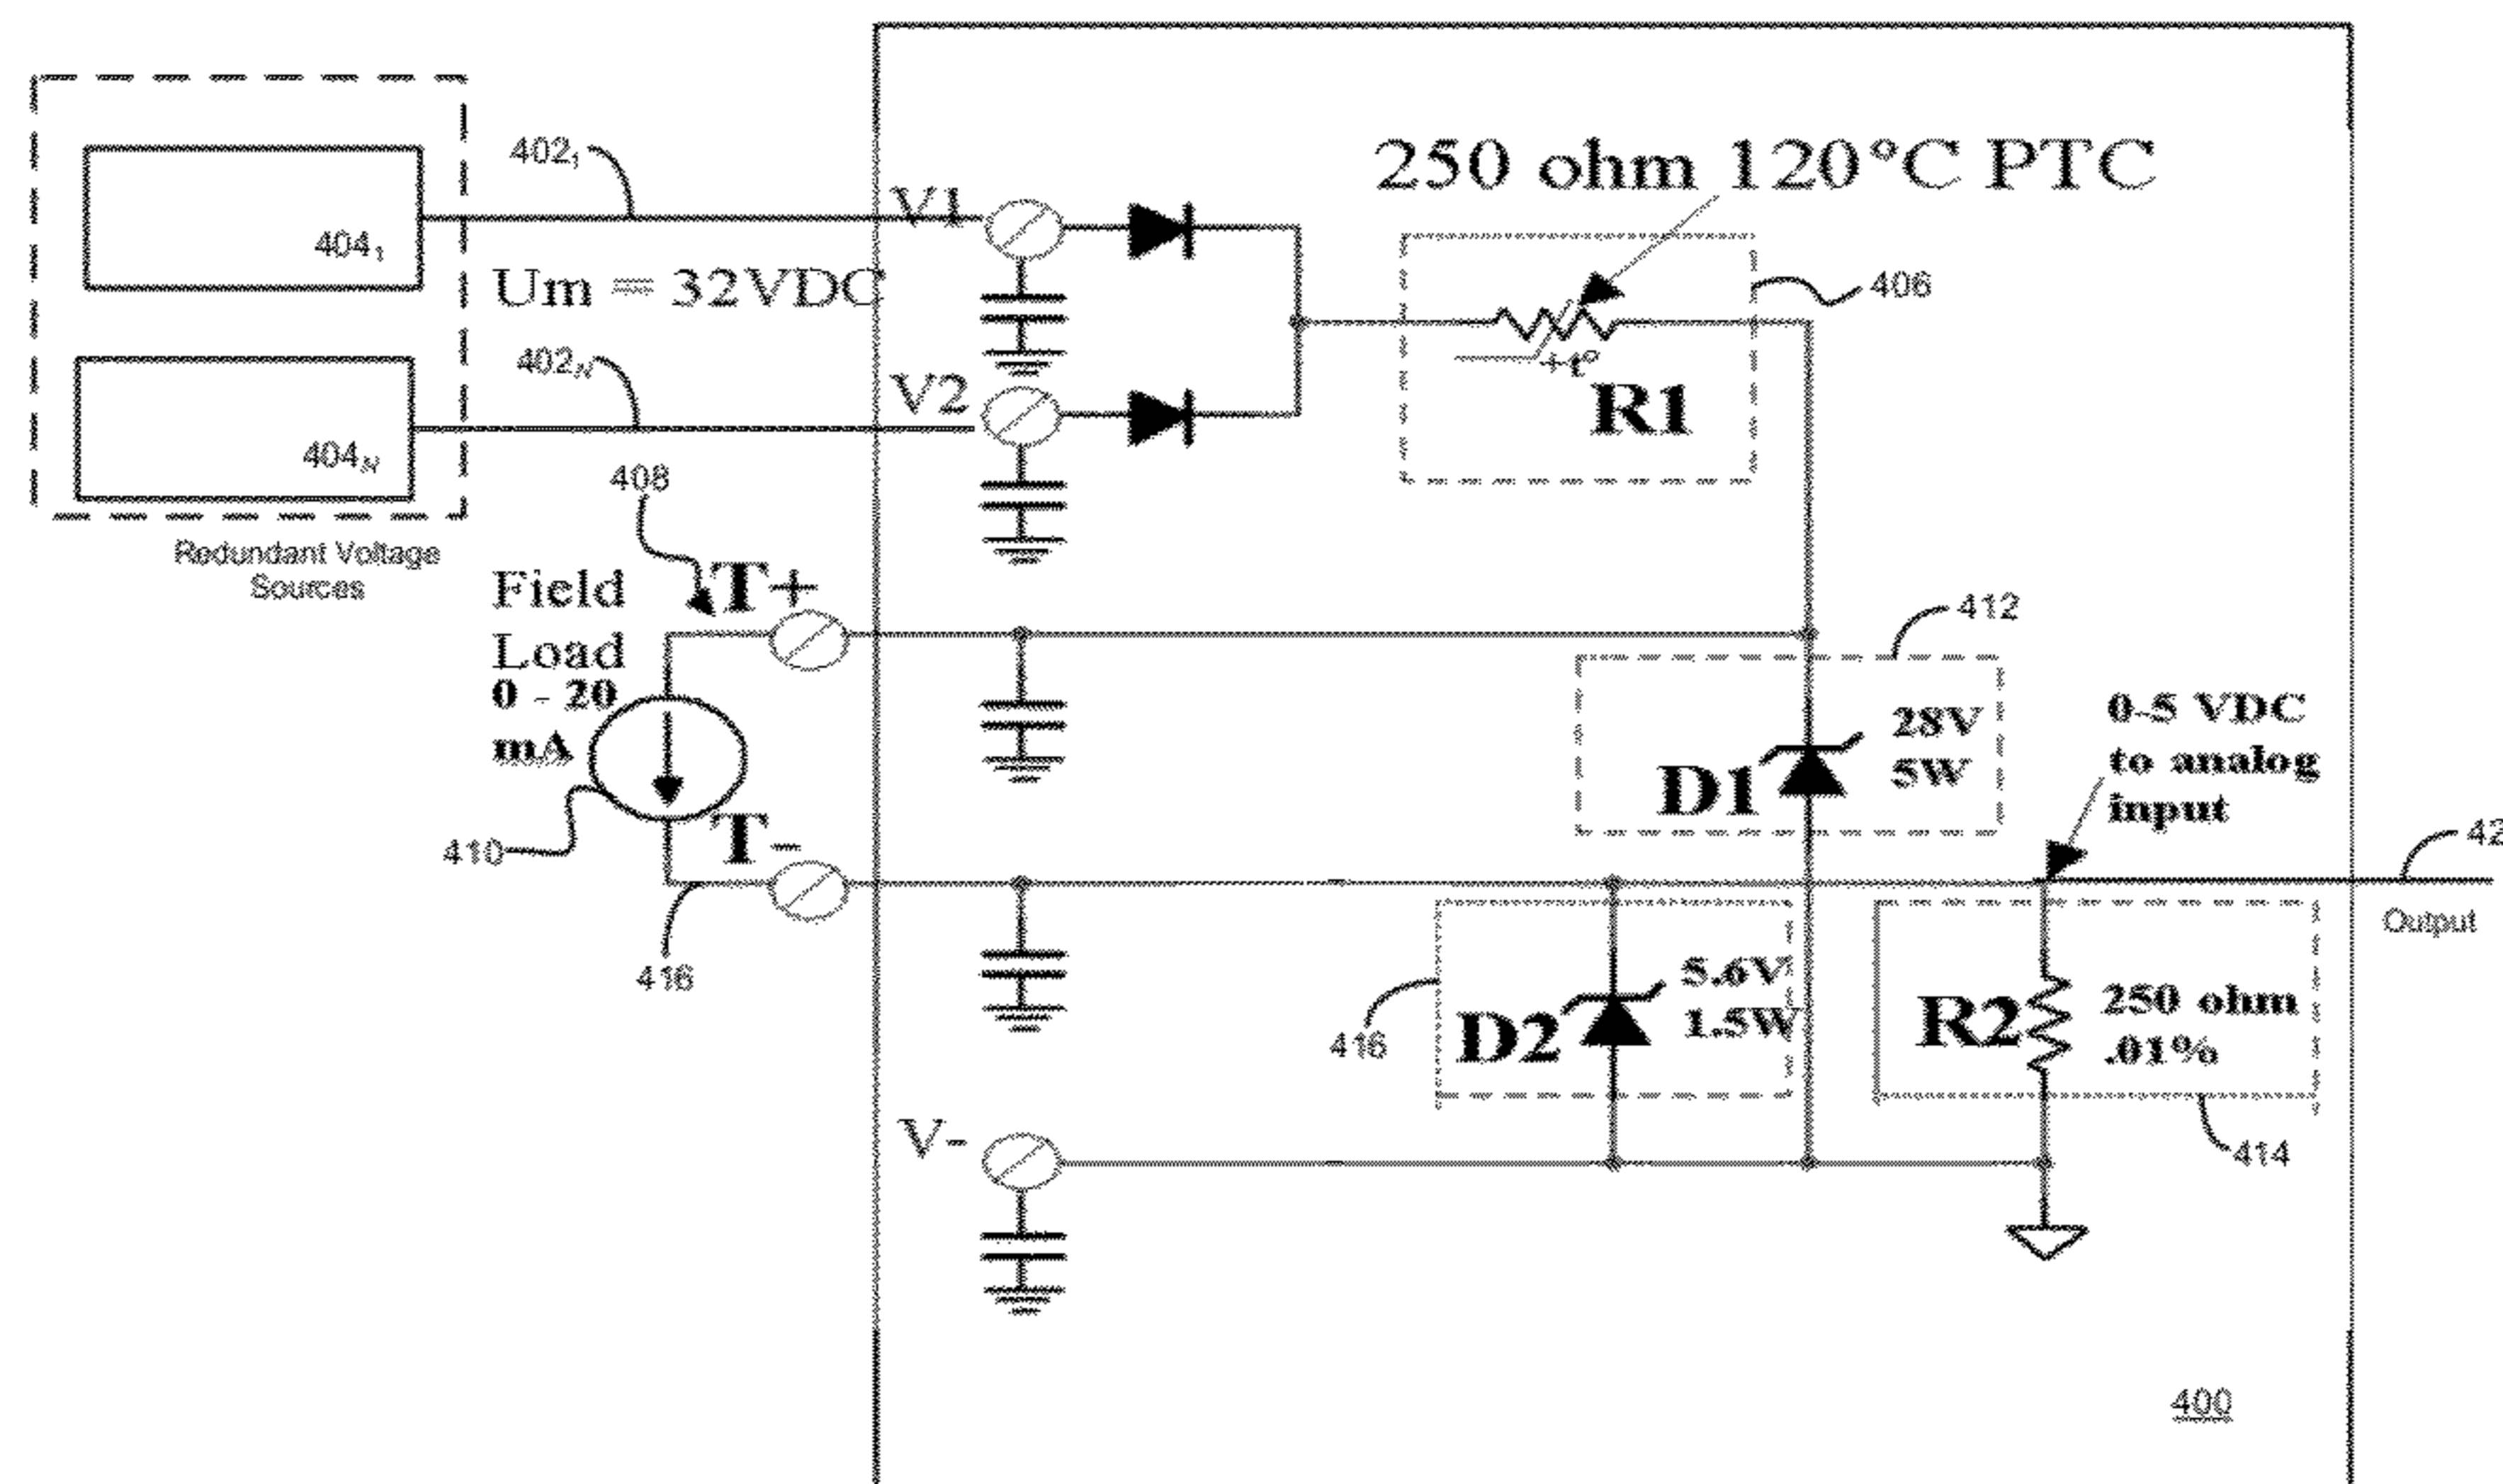 250 ohm 120°C PTC
402₁
V1
404₁
Um = 32VDC
406
+t°
R1
402N
V2
404N
408
Redundant Voltage
Sources
Field
Load
0 - 20
mA
T+
412
28V
5W
D1
0-5 VDC
to analog
input
T-
410
42
Output
416
5.6V
1.5W
D2
416
R2
250 ohm
.01%
V-
414
400